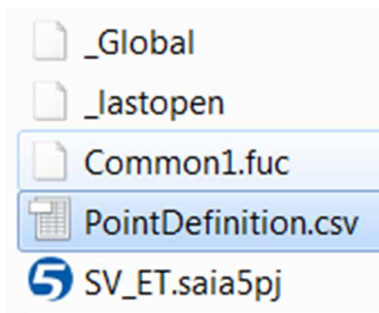 _Global
_lastopen
Common1.fuc
PointDefinition.csv
SV_ET.saia5pj